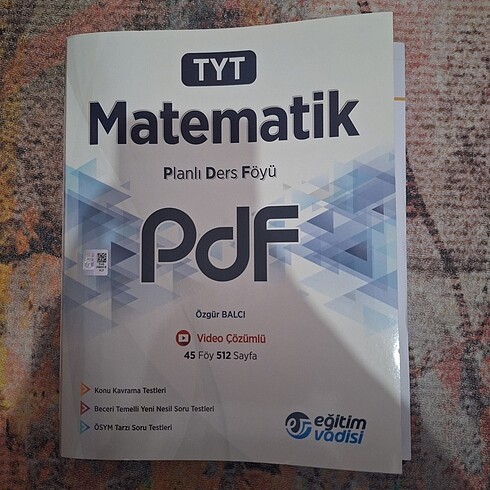 TYT
Matematik
Planlı Ders Föyü
PdF
Özgür BALCI
Video Çözümlü
45 Föy 512 Sayfa
Konu Kavrama Testleri
Beceri Temelli Yeni Nesil Soru Testleri
ÖSYM Tarzı Soru Testleri
eğitim
vadisi